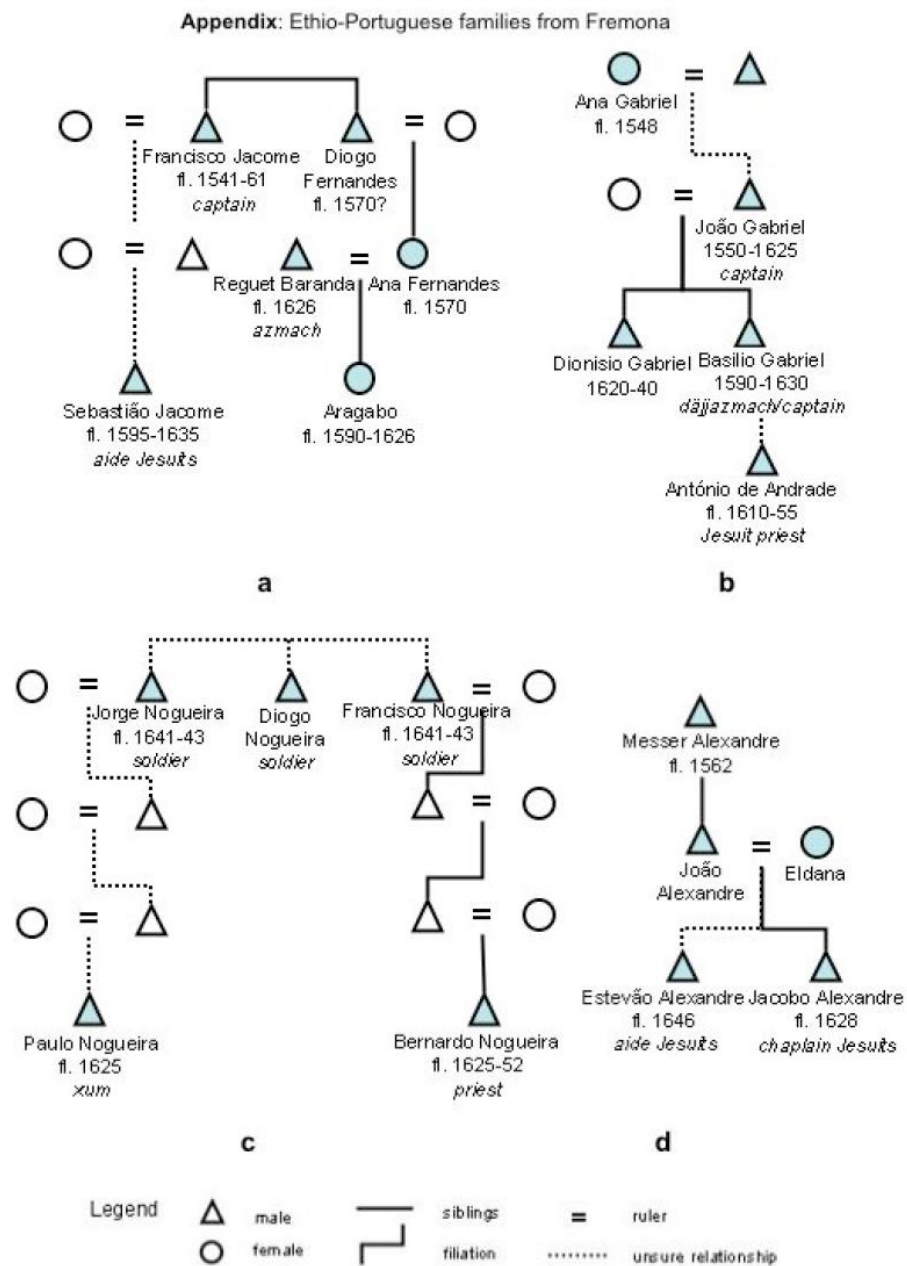 Appendix: Ethio-Portuguese families from Fremona
Francisco Jacome
fl. 1541-61
captain
Diogo
Fernandes
fl. 1570?
Reguet Baranda
fl. 1626
azmach
Ana Fernandes
fl. 1570
Sebastião Jacome
fl. 1595-1635
aide Jesuits
Aragabo
fl. 1590-1626
a
Ana Gabriel
fl. 1548
João Gabriel
1550-1625
captain
Dionisio Gabriel
1620-40
Basilio Gabriel
1590-1630
däjjazmach/captain
António de Andrade
fl. 1610-55
Jesuit priest
b
Jorge Nogueira
fl. 1641-43
soldier
Diogo
Nogueira
soldier
Francisco Nogueira
fl. 1641-43
soldier
Paulo Nogueira
fl. 1625
xum
Bernardo Nogueira
fl. 1625-52
priest
c
Messer Alexandre
fl. 1562
João
Alexandre
Eldana
Estevão Alexandre
fl. 1646
aide Jesuits
Jacobo Alexandre
fl. 1628
chaplain Jesuits
d
Legend
male
siblings
= ruler
female
filiation
unsure relationship